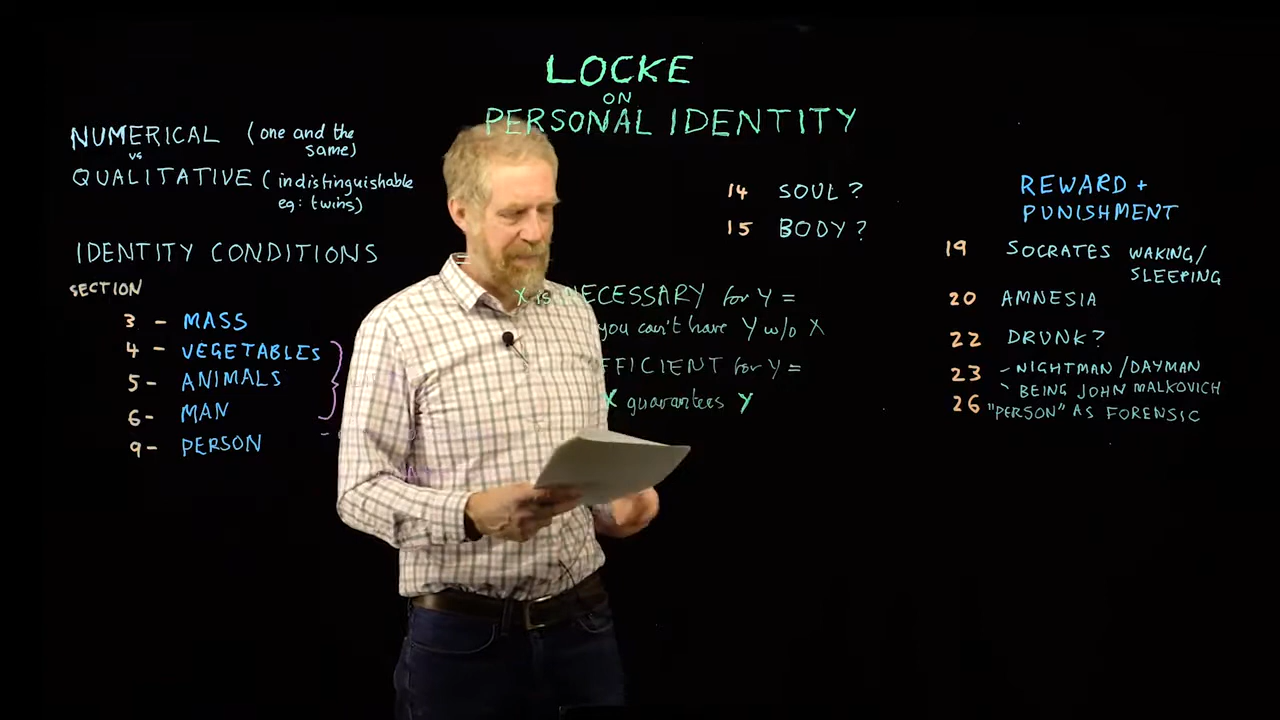 LOCKE
ON
PERSONAL IDENTITY
NUMERICAL (one and the
same)
vs
QUALITATIVE (indistinguishable
eg: twins)
IDENTITY CONDITIONS =
SECTION
3 - MASS
4 - VEGETABLES
5 - ANIMALS
6 - MAN
9 - PERSON -
14 SOUL?
15 BODY?
X is NECESSARY for Y =
you can't have Y w/o X
for Y =
X guarantees Y
REWARD +
PUNISHMENT
19 SOCRATES WAKING/
SLEEPING
20 AMNESIA
22 DRUNK?
23 - NIGHTMAN/DAYMAN
- BEING JOHN MALKOVICH
26 "PERSON" AS FORENSIC